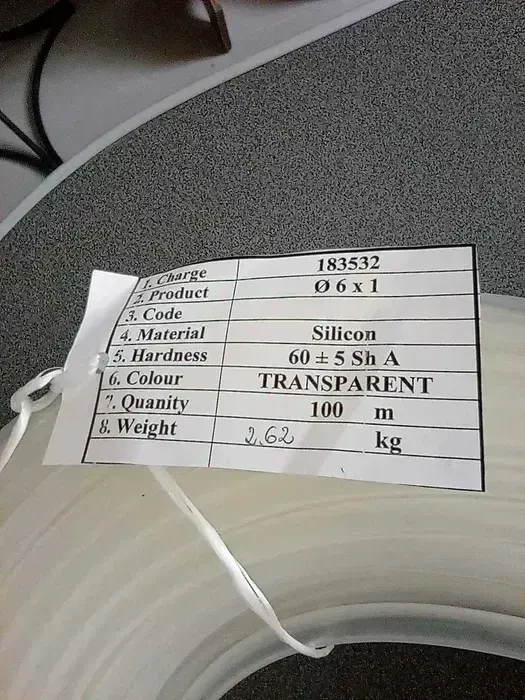 1. Charge 183532
2. Product Ø 6 x 1
3. Code
4. Material Silicon
5. Hardness 60 ± 5 Sh A
6. Colour TRANSPARENT
7. Quanity 100 m
8. Weight 2,62 kg